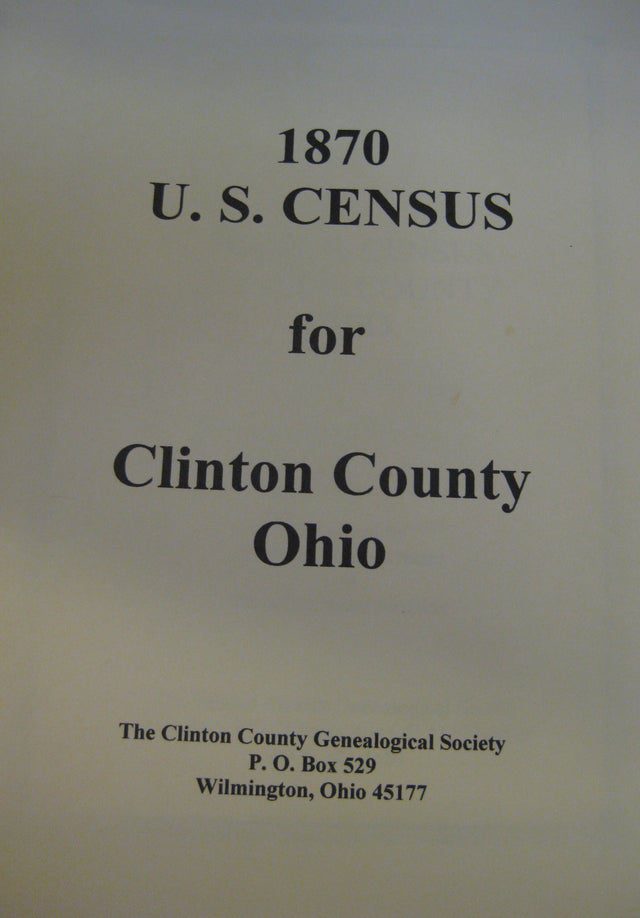 1870
U. S. CENSUS
for
Clinton County
Ohio
The Clinton County Genealogical Society
P. O. Box 529
Wilmington, Ohio 45177